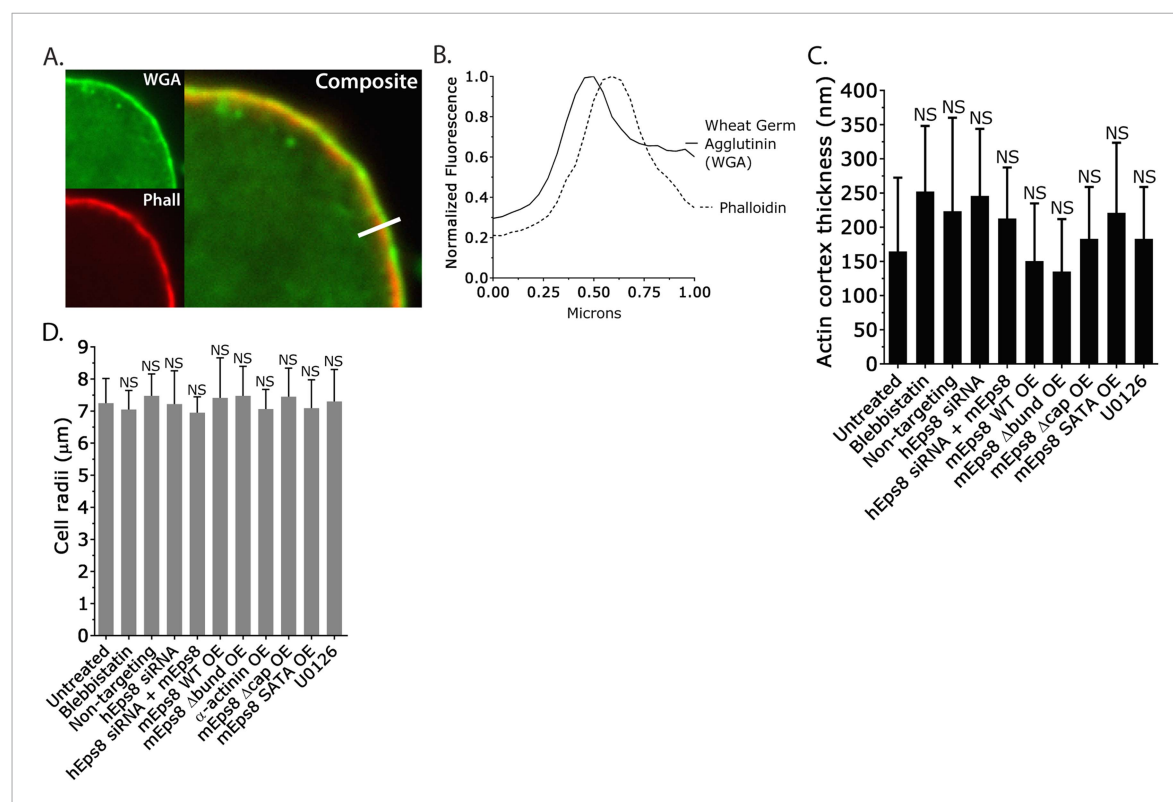 A.
WGA
Phall
Composite
B.
Normalized Fluorescence
1.0
0.8
0.6
0.4
0.2
0.0
0.00
0.25
0.50
0.75
1.00
Microns
Wheat Germ
Agglutinin
(WGA)
Phalloidin
C.
Actin cortex thickness (nm)
400
350
300
250
200
150
100
50
0
NS
NS
NS
NS
NS
NS
NS
NS
NS
Untreated
Blebbistatin
Non-targeting
hEps8 siRNA
hEps8 siRNA + mEps8
mEps8 WT OE
mEps8 Δbund OE
mEps8 Δcap OE
mEps8 SATA OE
U0126
D.
Cell radii (μm)
9
8
7
6
5
4
3
2
1
0
NS
NS
NS
NS
NS
NS
NS
NS
NS
NS
Untreated
Blebbistatin
Non-targeting
hEps8 siRNA
hEps8 siRNA + mEps8
mEps8 WT OE
mEps8 Δbund OE
α-actinin OE
mEps8 Δcap OE
mEps8 SATA OE
U0126